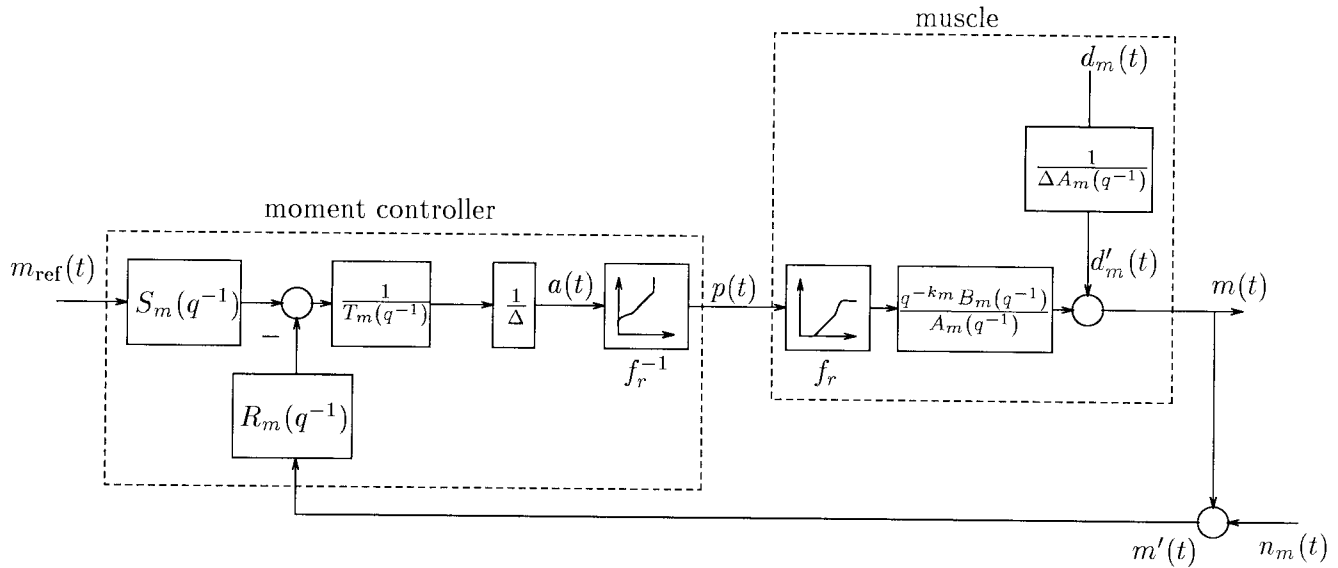 muscle
d_m(t)
1
ΔA_m(q^{-1})
moment controller
m_ref(t)
S_m(q^{-1})
−
1
T_m(q^{-1})
1
Δ
a(t)
f_r^{-1}
p(t)
f_r
q^{-k_m} B_m(q^{-1})
A_m(q^{-1})
d'_m(t)
m(t)
R_m(q^{-1})
m'(t)
n_m(t)